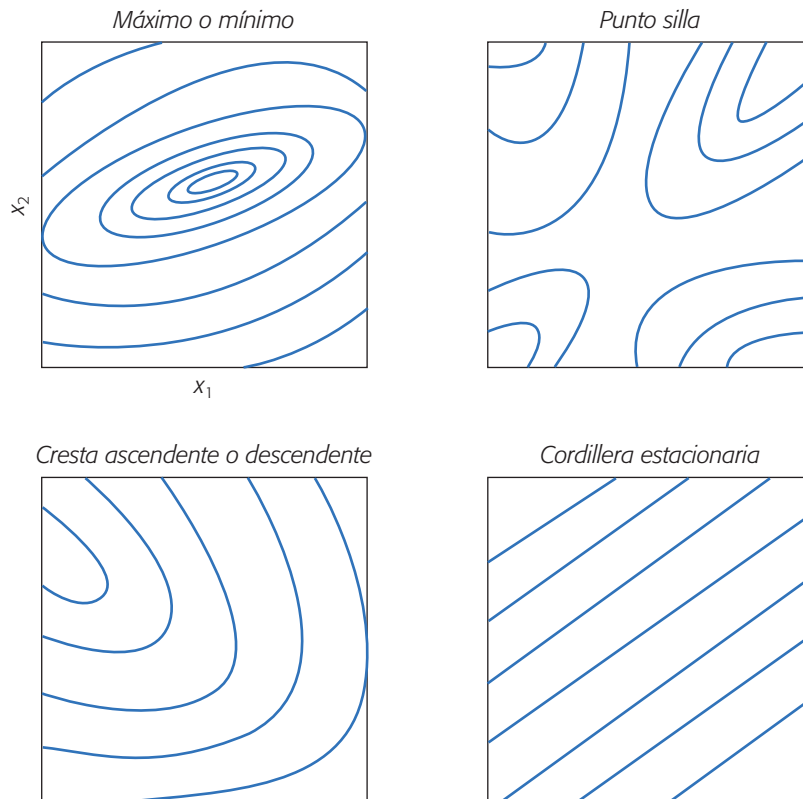 Máximo o mínimo
Punto silla
x2
x1
Cresta ascendente o descendente
Cordillera estacionaria